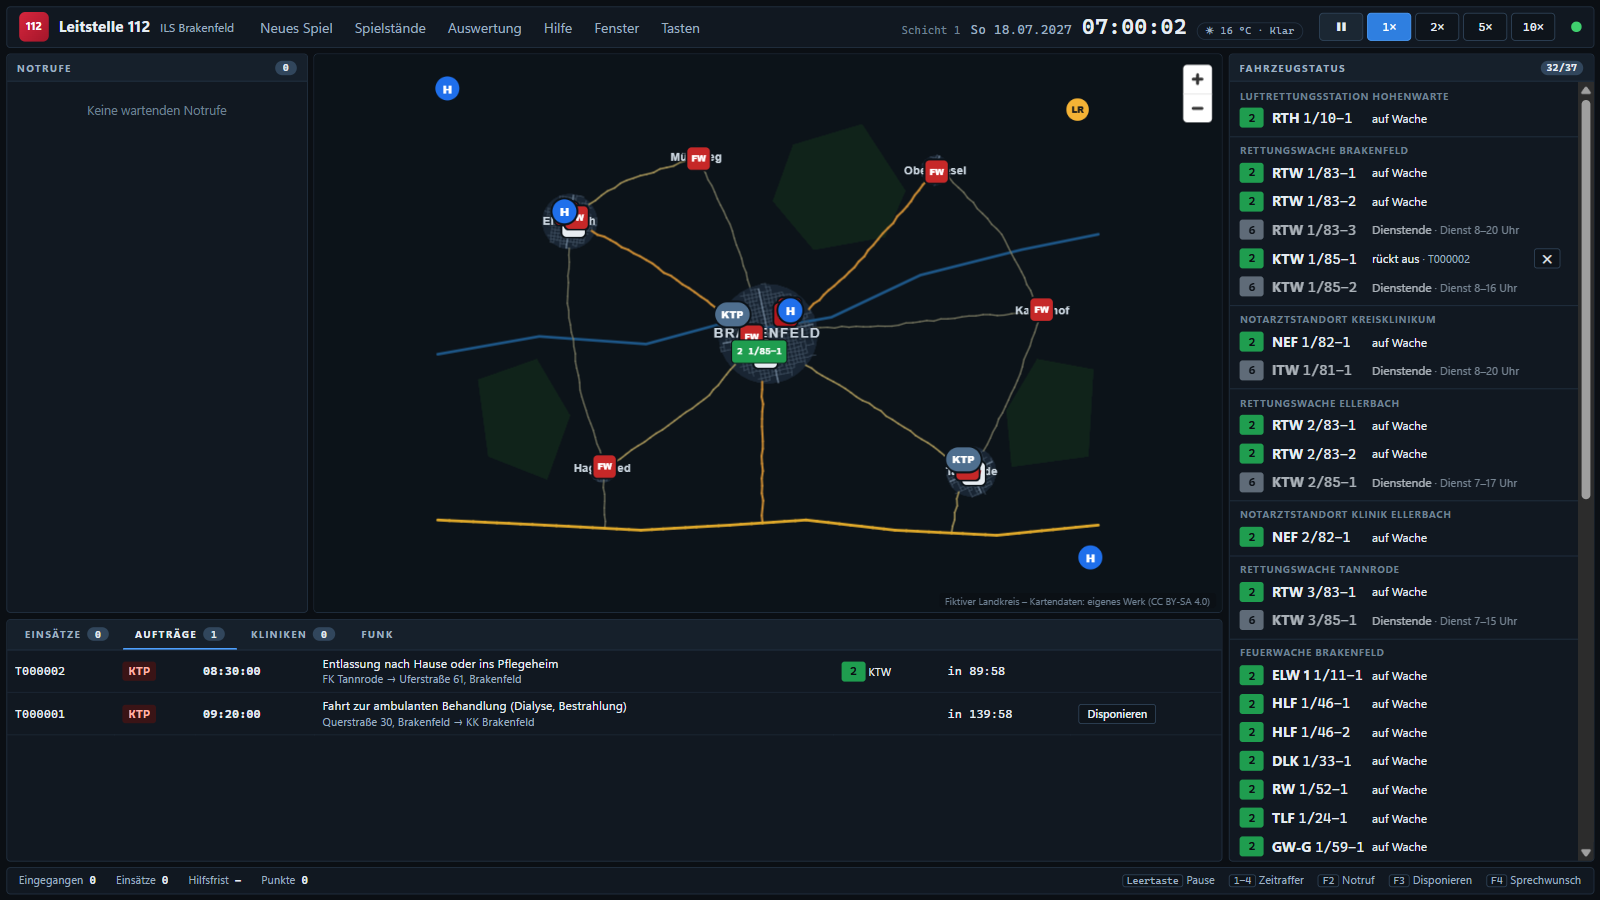 112 Leitstelle 112 ILS Brakenfeld Neues Spiel Spielstände Auswertung Hilfe Fenster Tasten Schicht 1 So 18.07.2027 07:00:02 ☀ 16 °C · Klar 1× 2× 5× 10×
NOTRUFE 0
Keine wartenden Notrufe
H
LR
+
−
FW
FW
H
KTP
H
FW
BRAKENFELD
2 1/85–1
FW
FW
KTP
H
Fiktiver Landkreis – Kartendaten: eigenes Werk (CC BY-SA 4.0)
FAHRZEUGSTATUS 32/37
LUFTRETTUNGSSTATION HOHENWARTE
2 RTH 1/10–1 auf Wache
RETTUNGSWACHE BRAKENFELD
2 RTW 1/83–1 auf Wache
2 RTW 1/83–2 auf Wache
6 RTW 1/83–3 Dienstende · Dienst 8–20 Uhr
2 KTW 1/85–1 rückt aus · T000002 ✕
6 KTW 1/85–2 Dienstende · Dienst 8–16 Uhr
NOTARZTSTANDORT KREISKLINIKUM
2 NEF 1/82–1 auf Wache
6 ITW 1/81–1 Dienstende · Dienst 8–20 Uhr
RETTUNGSWACHE ELLERBACH
2 RTW 2/83–1 auf Wache
2 RTW 2/83–2 auf Wache
6 KTW 2/85–1 Dienstende · Dienst 7–17 Uhr
NOTARZTSTANDORT KLINIK ELLERBACH
2 NEF 2/82–1 auf Wache
RETTUNGSWACHE TANNRODE
2 RTW 3/83–1 auf Wache
6 KTW 3/85–1 Dienstende · Dienst 7–15 Uhr
FEUERWACHE BRAKENFELD
2 ELW 1 1/11–1 auf Wache
2 HLF 1/46–1 auf Wache
2 HLF 1/46–2 auf Wache
2 DLK 1/33–1 auf Wache
2 RW 1/52–1 auf Wache
2 TLF 1/24–1 auf Wache
2 GW-G 1/59–1 auf Wache
EINSÄTZE 0 AUFTRÄGE 1 KLINIKEN 0 FUNK
T000002 KTP 08:30:00 Entlassung nach Hause oder ins Pflegeheim 2 KTW in 89:58
FK Tannrode → Uferstraße 61, Brakenfeld
T000001 KTP 09:20:00 Fahrt zur ambulanten Behandlung (Dialyse, Bestrahlung) in 139:58 Disponieren
Querstraße 30, Brakenfeld → KK Brakenfeld
Eingegangen 0 Einsätze 0 Hilfsfrist – Punkte 0 Leertaste Pause 1–4 Zeitraffer F2 Notruf F3 Disponieren F4 Sprechwunsch